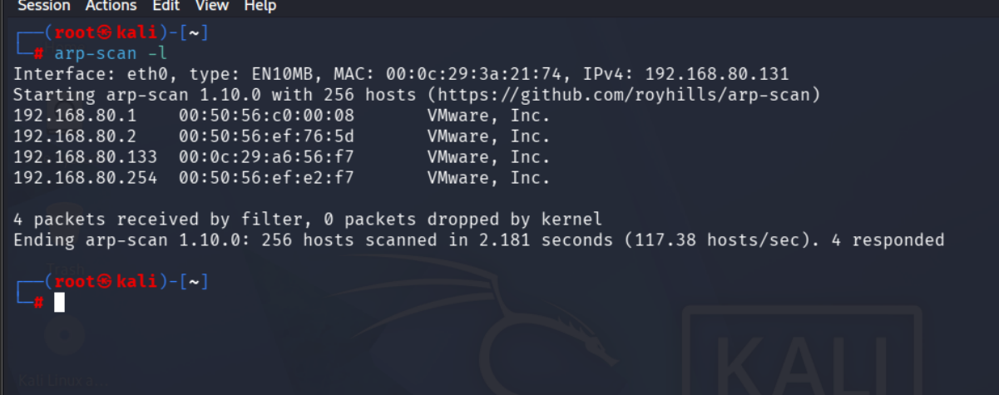 Session Actions Edit View Help
┌──(root㉿kali)-[~]
└─# arp-scan -l
Interface: eth0, type: EN10MB, MAC: 00:0c:29:3a:21:74, IPv4: 192.168.80.131
Starting arp-scan 1.10.0 with 256 hosts (https://github.com/royhills/arp-scan)
192.168.80.1 00:50:56:c0:00:08 VMware, Inc.
192.168.80.2 00:50:56:ef:76:5d VMware, Inc.
192.168.80.133 00:0c:29:a6:56:f7 VMware, Inc.
192.168.80.254 00:50:56:ef:e2:f7 VMware, Inc.
4 packets received by filter, 0 packets dropped by kernel
Ending arp-scan 1.10.0: 256 hosts scanned in 2.181 seconds (117.38 hosts/sec). 4 responded
Trash
┌──(root㉿kali)-[~]
└─#
KALI
Kali Linux a...